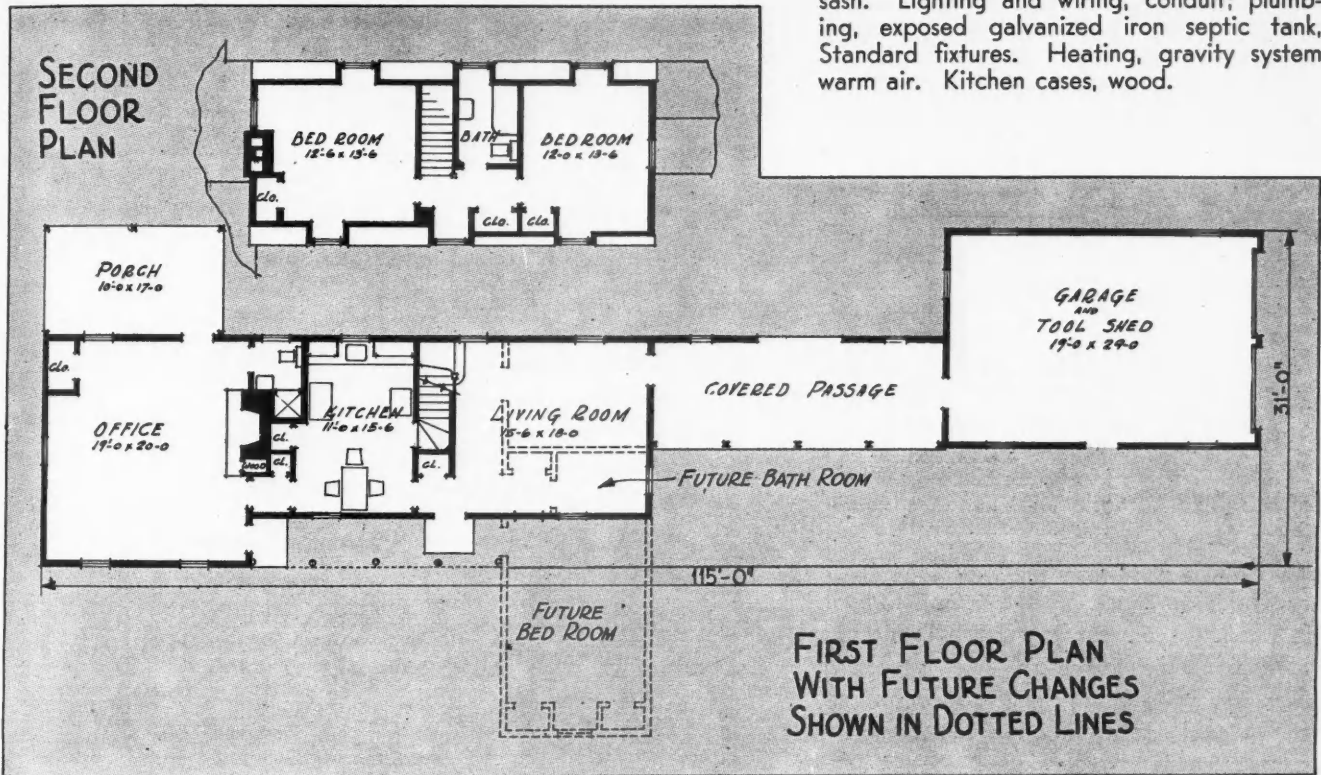 sash. Lighting and wiring, conduit; plumb-
ing, exposed galvanized iron septic tank,
Standard fixtures. Heating, gravity system
warm air. Kitchen cases, wood.
SECOND
FLOOR
PLAN
BED ROOM
12'-6 x 13'-6
BATH
BEDROOM
12-0 x 13-6
Clo.
Clo.
Clo.
PORCH
10'-0 x 17-0
GARAGE
AND
TOOL SHED
19'-0 x 29-0
31'-0"
Clo.
OFFICE
19'-0 x 20-0
WOOD
KITCHEN
11'-0 x 15-6
CL.
CL.
CL.
LIVING ROOM
15-6 x 18-0
COVERED PASSAGE
FUTURE BATH ROOM
115'-0"
FUTURE
BED ROOM
FIRST FLOOR PLAN
WITH FUTURE CHANGES
SHOWN IN DOTTED LINES